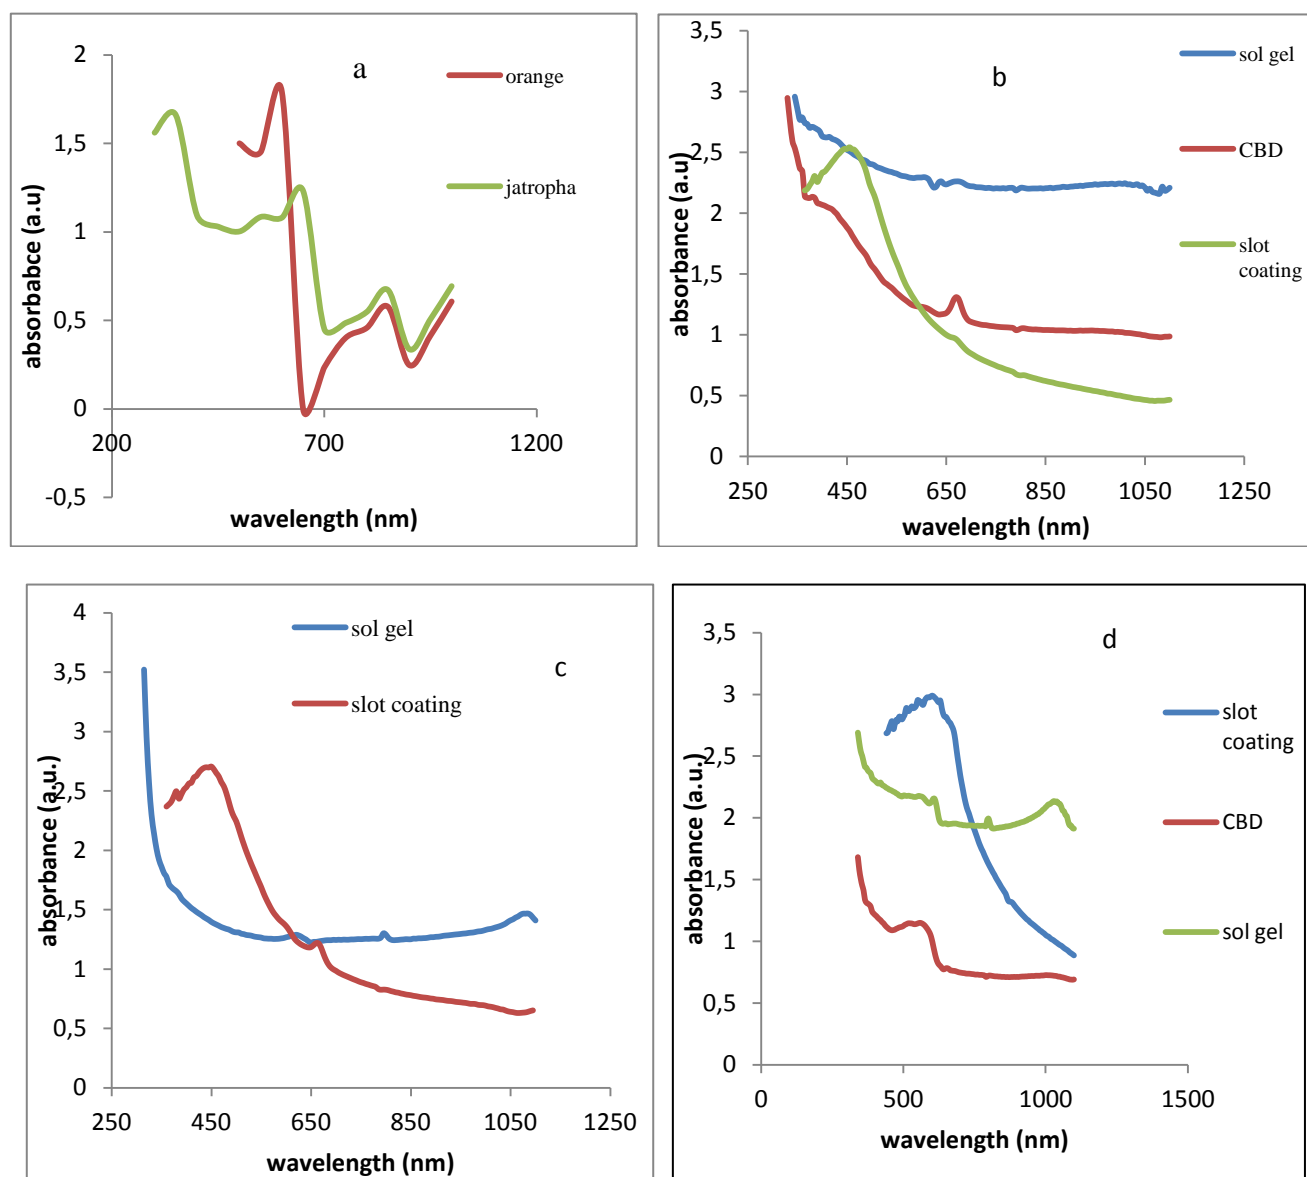 a
2
1,5
1
0,5
0
-0,5
200
700
1200
absorbabce (a.u)
wavelength (nm)
orange
jatropha
b
3,5
3
2,5
2
1,5
1
0,5
0
250
450
650
850
1050
1250
absorbance (a.u)
wavelength (nm)
sol gel
CBD
slot
coating
c
4
3,5
3
2,5
2
1,5
1
0,5
0
250
450
650
850
1050
1250
absorbance (a.u.)
wavelength (nm)
sol gel
slot coating
d
3,5
3
2,5
2
1,5
1
0,5
0
0
500
1000
1500
absorbance (a.u.)
wavelength (nm)
slot
coating
CBD
sol gel